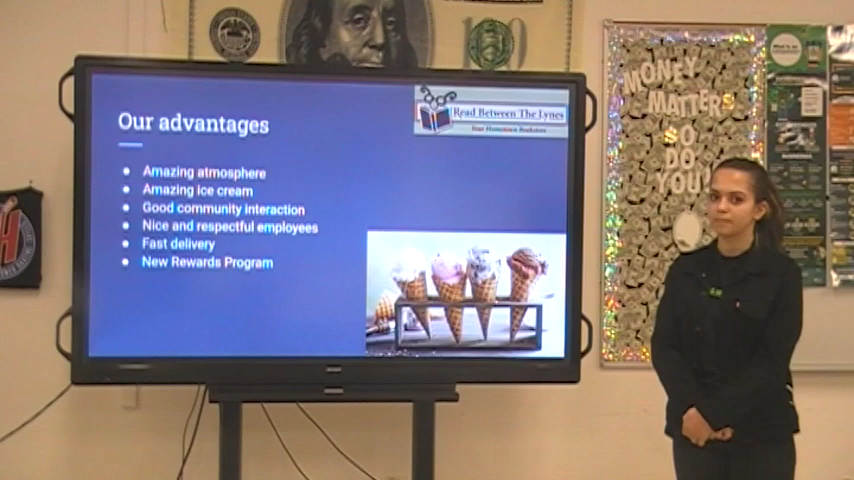 Our advantages
Read Between The Lynes
Your Hometown Bookstore
Amazing atmosphere
Amazing ice cream
Good community interaction
Nice and respectful employees
Fast delivery
New Rewards Program
MONEY
MATTERS
SO
DO
YOU!
100
H